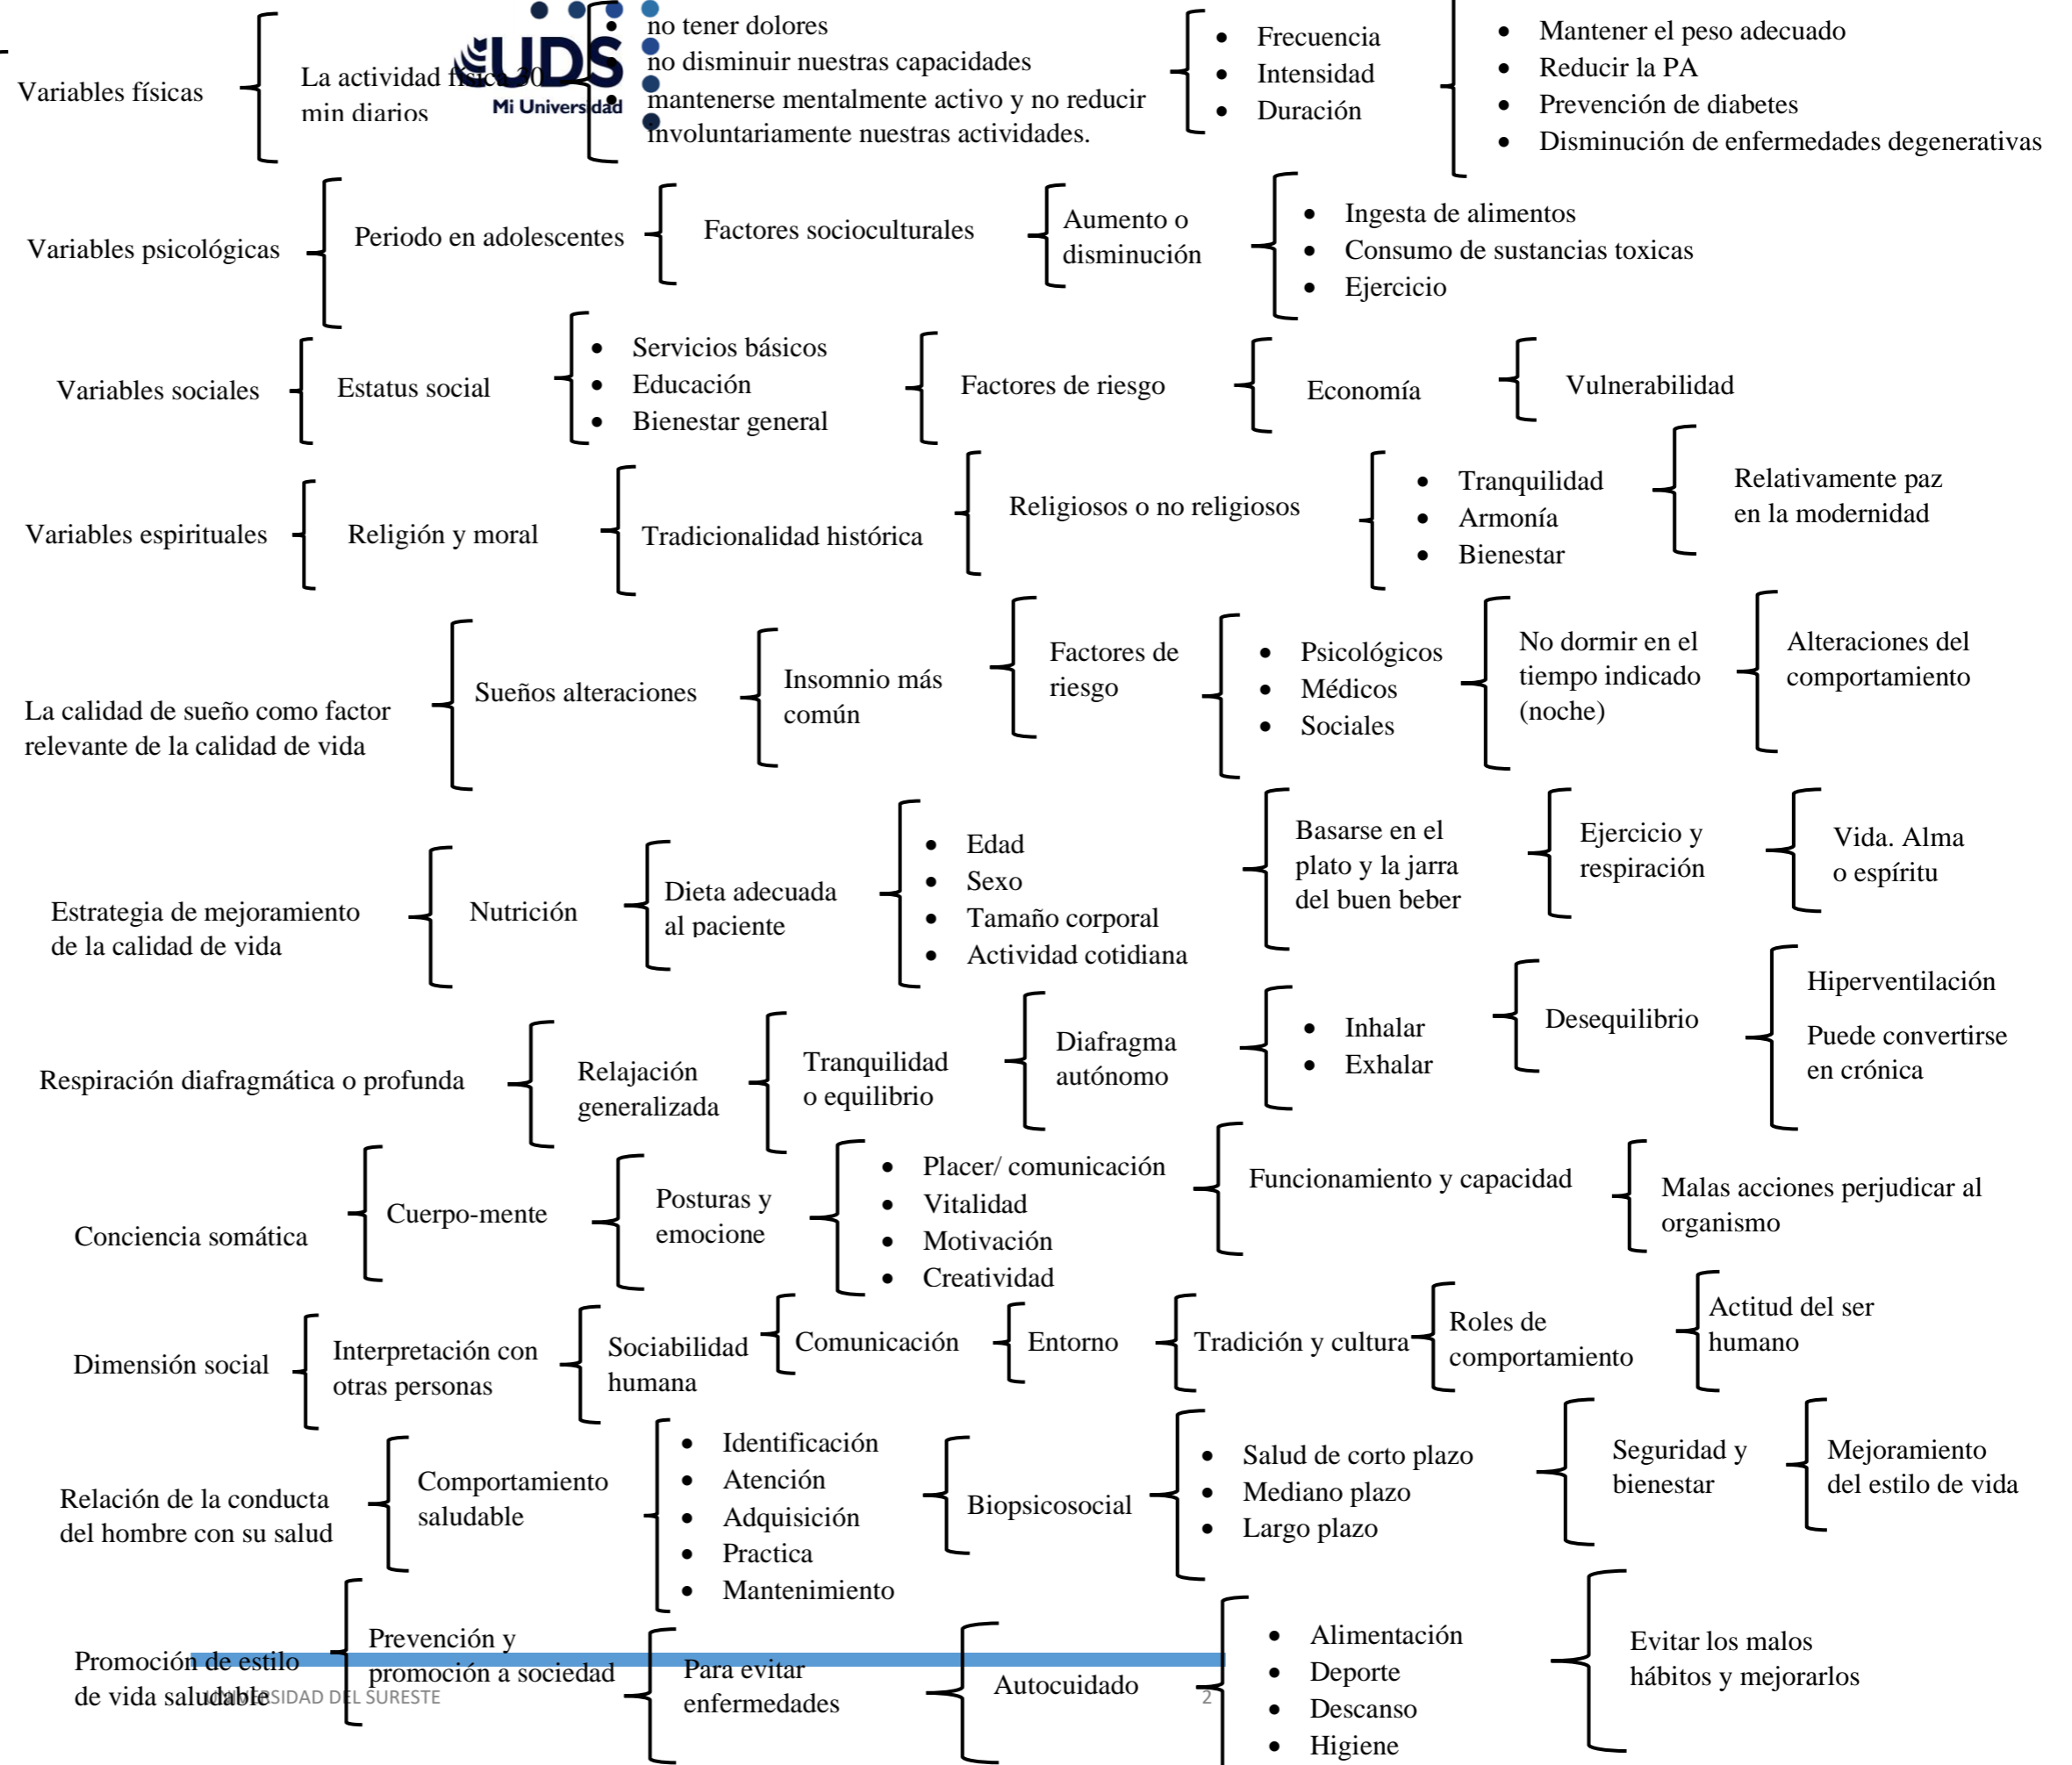 UDS
Mi Universidad
Variables físicas
La actividad física 30
min diarios
• no tener dolores
• no disminuir nuestras capacidades
• mantenerse mentalmente activo y no reducir
involuntariamente nuestras actividades.
• Frecuencia
• Intensidad
• Duración
• Mantener el peso adecuado
• Reducir la PA
• Prevención de diabetes
• Disminución de enfermedades degenerativas
Variables psicológicas
Periodo en adolescentes
Factores socioculturales
Aumento o
disminución
• Ingesta de alimentos
• Consumo de sustancias toxicas
• Ejercicio
Variables sociales
Estatus social
• Servicios básicos
• Educación
• Bienestar general
Factores de riesgo
Economía
Vulnerabilidad
Variables espirituales
Religión y moral
Tradicionalidad histórica
Religiosos o no religiosos
• Tranquilidad
• Armonía
• Bienestar
Relativamente paz
en la modernidad
La calidad de sueño como factor
relevante de la calidad de vida
Sueños alteraciones
Insomnio más
común
Factores de
riesgo
• Psicológicos
• Médicos
• Sociales
No dormir en el
tiempo indicado
(noche)
Alteraciones del
comportamiento
Estrategia de mejoramiento
de la calidad de vida
Nutrición
Dieta adecuada
al paciente
• Edad
• Sexo
• Tamaño corporal
• Actividad cotidiana
Basarse en el
plato y la jarra
del buen beber
Ejercicio y
respiración
Vida. Alma
o espíritu
Respiración diafragmática o profunda
Relajación
generalizada
Tranquilidad
o equilibrio
Diafragma
autónomo
• Inhalar
• Exhalar
Desequilibrio
Hiperventilación
Puede convertirse
en crónica
Conciencia somática
Cuerpo-mente
Posturas y
emocione
• Placer/ comunicación
• Vitalidad
• Motivación
• Creatividad
Funcionamiento y capacidad
Malas acciones perjudicar al
organismo
Dimensión social
Interpretación con
otras personas
Sociabilidad
humana
Comunicación
Entorno
Tradición y cultura
Roles de
comportamiento
Actitud del ser
humano
Relación de la conducta
del hombre con su salud
Comportamiento
saludable
• Identificación
• Atención
• Adquisición
• Practica
• Mantenimiento
Biopsicosocial
• Salud de corto plazo
• Mediano plazo
• Largo plazo
Seguridad y
bienestar
Mejoramiento
del estilo de vida
Promoción de estilo
de vida saludable
Prevención y
promoción a sociedad
Para evitar
enfermedades
Autocuidado
• Alimentación
• Deporte
• Descanso
• Higiene
Evitar los malos
hábitos y mejorarlos
UNIVERSIDAD DEL SURESTE
2